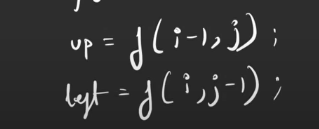 up = f(i-1,j);
left = f(i,j-1);